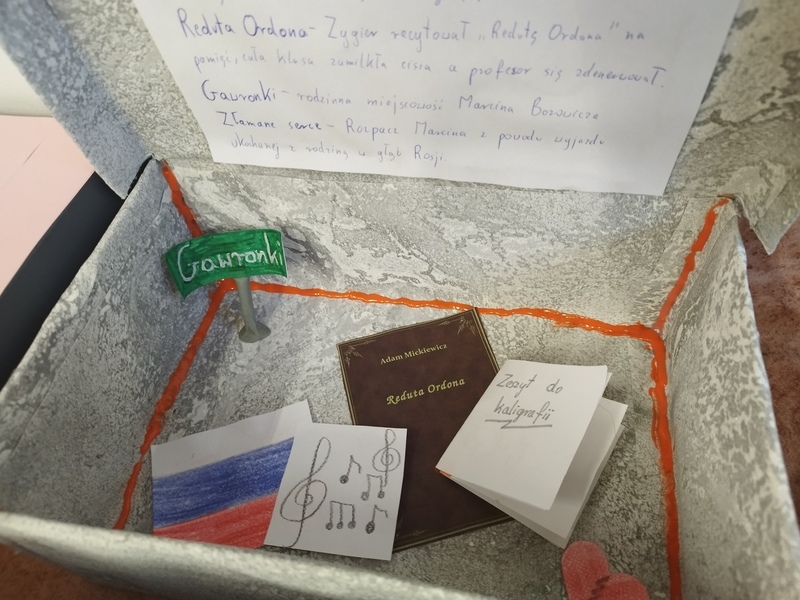 Reduta Ordona - Zygier recytował „Redutę Ordona" na
pamięć, cała klasa zamilkła cisza a profesor się zdenerwował.
Gawronki - rodzinna miejscowość Marcina Borowicza
Złamane serce - Rozpacz Marcina z powodu wyjazdu
ukochanej z rodziną w głąb Rosji.
Gawronki
Adam Mickiewicz
Reduta Ordona
Zeszyt do
kaligrafii